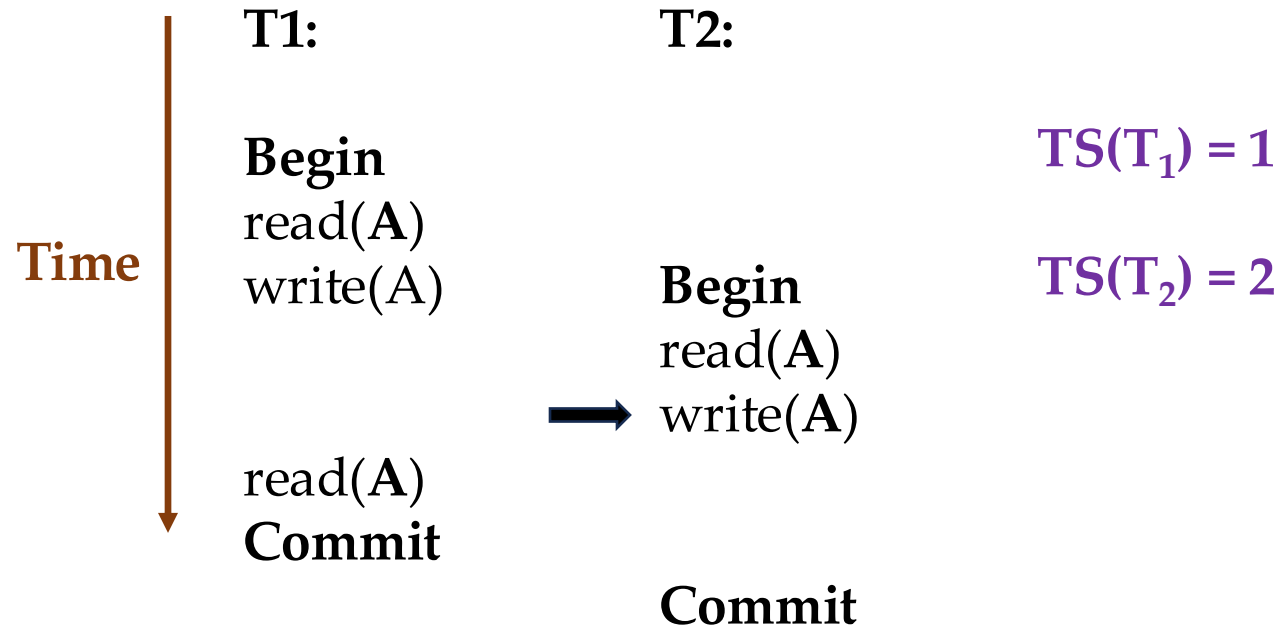 T1: T2:
Begin TS(T₁) = 1
read(A)
Time
write(A) Begin TS(T₂) = 2
read(A)
write(A)
read(A)
Commit
Commit